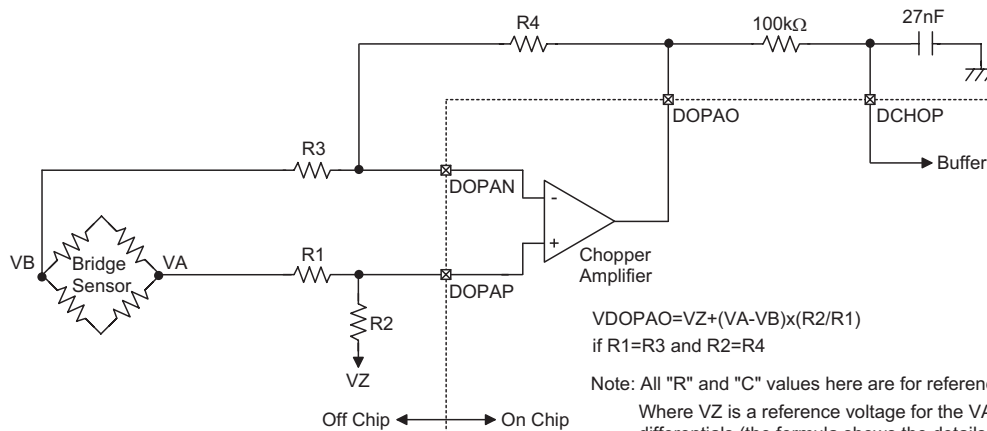 R4
100kΩ
27nF
DOPAO
DCHOP
R3
Buffer
DOPAN
-
VB
Bridge
Sensor
VA
R1
+
Chopper
Amplifier
DOPAP
R2
VDOPAO=VZ+(VA-VB)x(R2/R1)
if R1=R3 and R2=R4
VZ
Note: All "R" and "C" values here are for
Where VZ is a reference voltage for the VA
Off Chip
On Chip